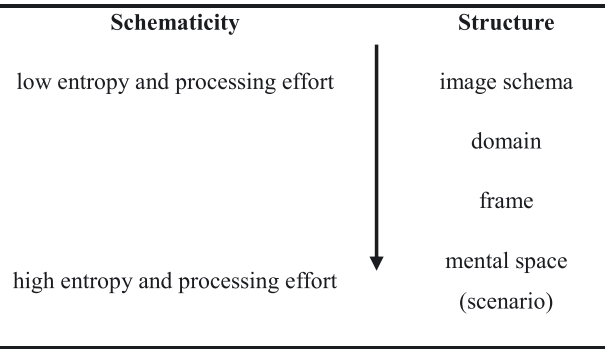 Schematicity Structure
low entropy and processing effort image schema
domain
frame
mental space
high entropy and processing effort
(scenario)